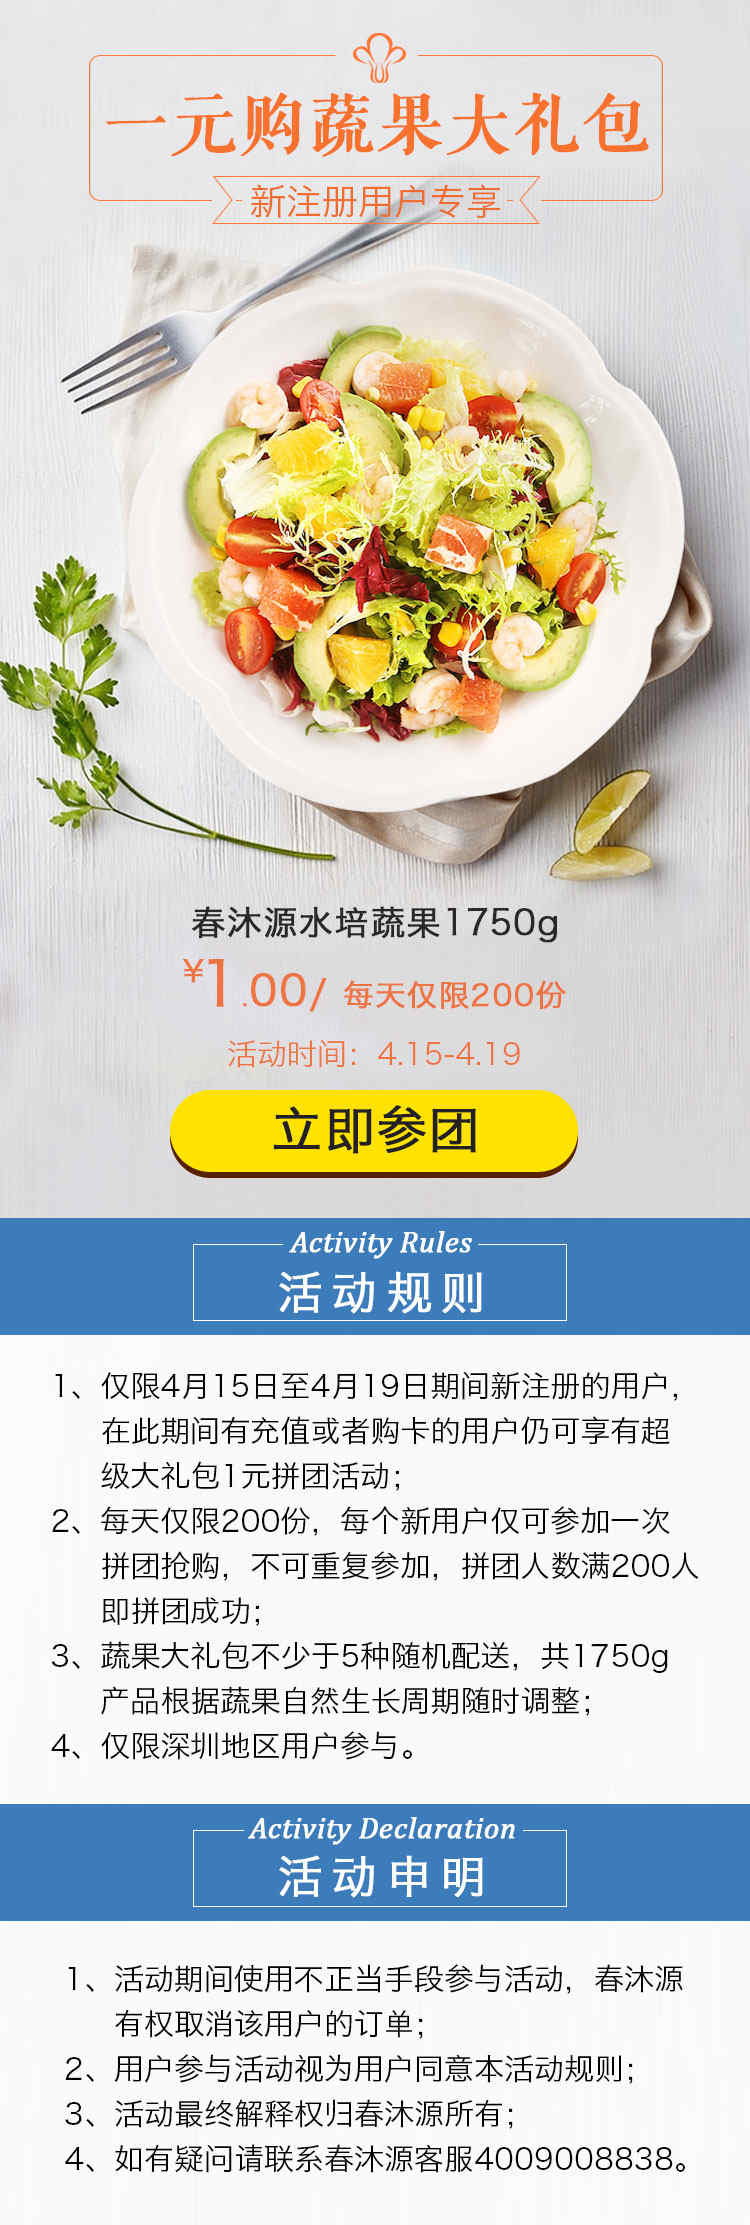 一元购蔬果大礼包
新注册用户专享
春沐源水培蔬果1750g
¥1.00/ 每天仅限200份
活动时间：4.15-4.19
立即参团
Activity Rules
活动规则
1、仅限4月15日至4月19日期间新注册的用户，
在此期间有充值或者购卡的用户仍可享有超
级大礼包1元拼团活动；
2、每天仅限200份，每个新用户仅可参加一次
拼团抢购，不可重复参加，拼团人数满200人
即拼团成功；
3、蔬果大礼包不少于5种随机配送，共1750g
产品根据蔬果自然生长周期随时调整；
4、仅限深圳地区用户参与。
Activity Declaration
活动申明
1、活动期间使用不正当手段参与活动，春沐源
有权取消该用户的订单；
2、用户参与活动视为用户同意本活动规则；
3、活动最终解释权归春沐源所有；
4、如有疑问请联系春沐源客服4009008838。